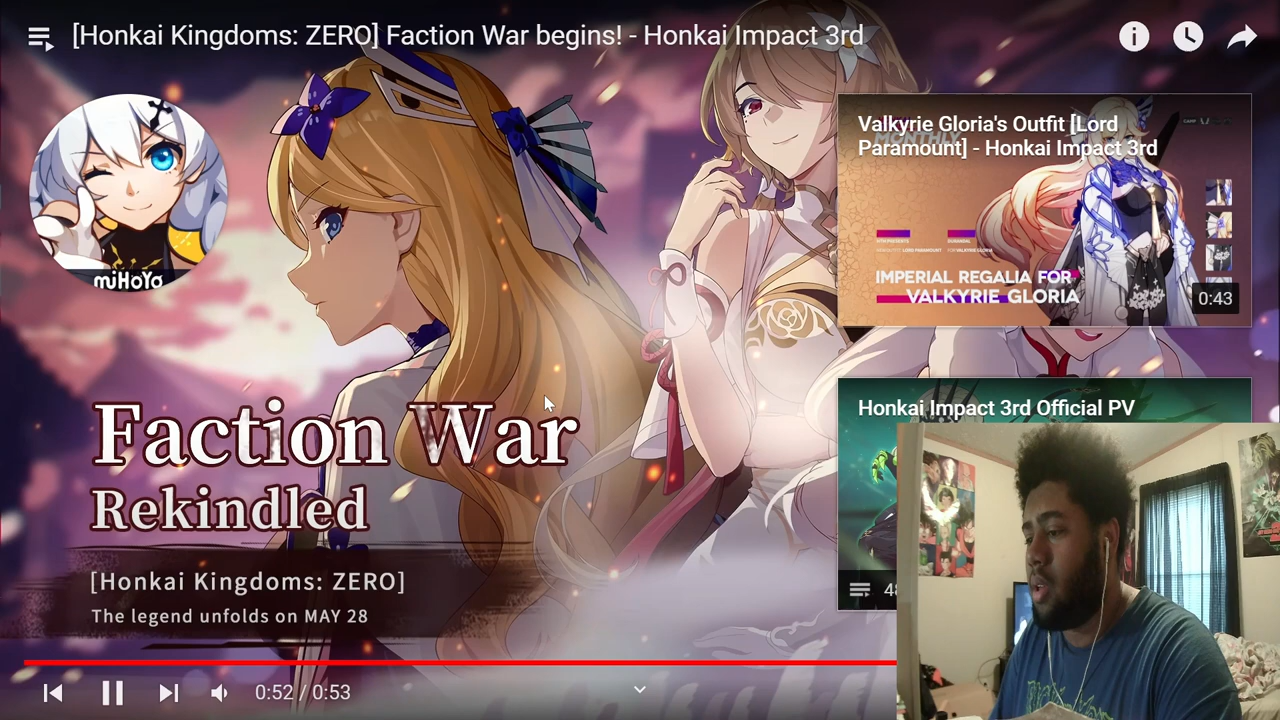 [Honkai Kingdoms: ZERO] Faction War begins! - Honkai Impact 3rd
miHoYo
Valkyrie Gloria's Outfit [Lord
Paramount] - Honkai Impact 3rd
MONTHLY
IMPERIAL REGALIA FOR
VALKYRIE GLORIA
0:43
Honkai Impact 3rd Official PV
48
Faction War
Rekindled
[Honkai Kingdoms: ZERO]
The legend unfolds on MAY 28
0:52 / 0:53